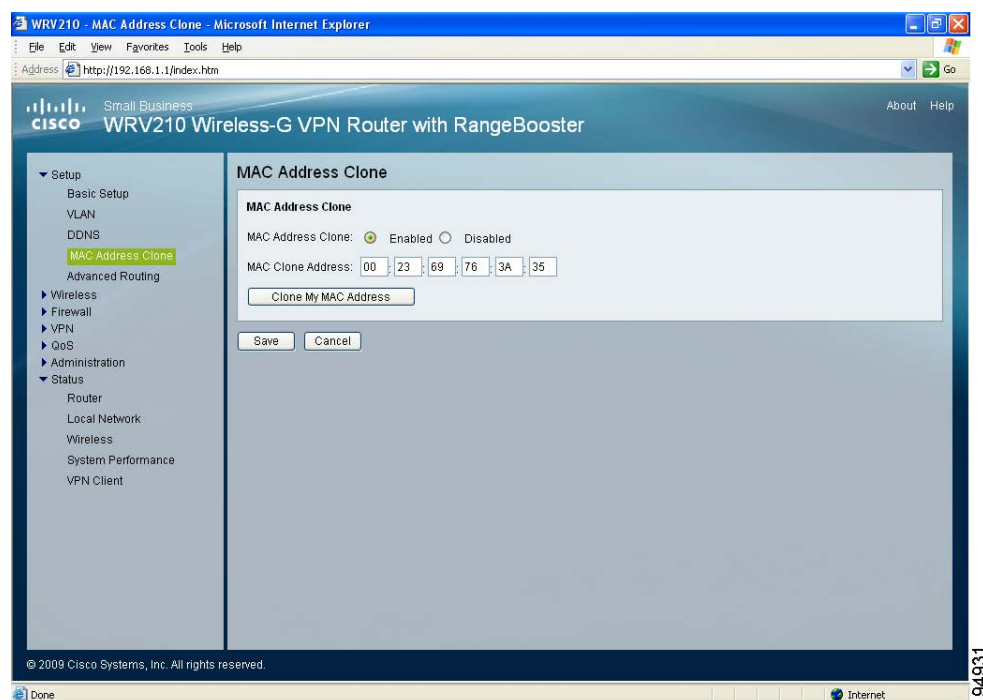 WRV210 - MAC Address Clone - Microsoft Internet Explorer
File Edit View Favorites Tools Help
Address http://192.168.1.1/index.htm Go
Small Business
CISCO WRV210 Wireless-G VPN Router with RangeBooster
About Help
Setup
Basic Setup
VLAN
DDNS
MAC Address Clone
Advanced Routing
Wireless
Firewall
VPN
QoS
Administration
Status
Router
Local Network
Wireless
System Performance
VPN Client
MAC Address Clone
MAC Address Clone
MAC Address Clone: Enabled Disabled
MAC Clone Address: 00 : 23 : 69 : 76 : 3A : 35
Clone My MAC Address
Save Cancel
© 2009 Cisco Systems, Inc. All rights reserved.
Done Internet
94931